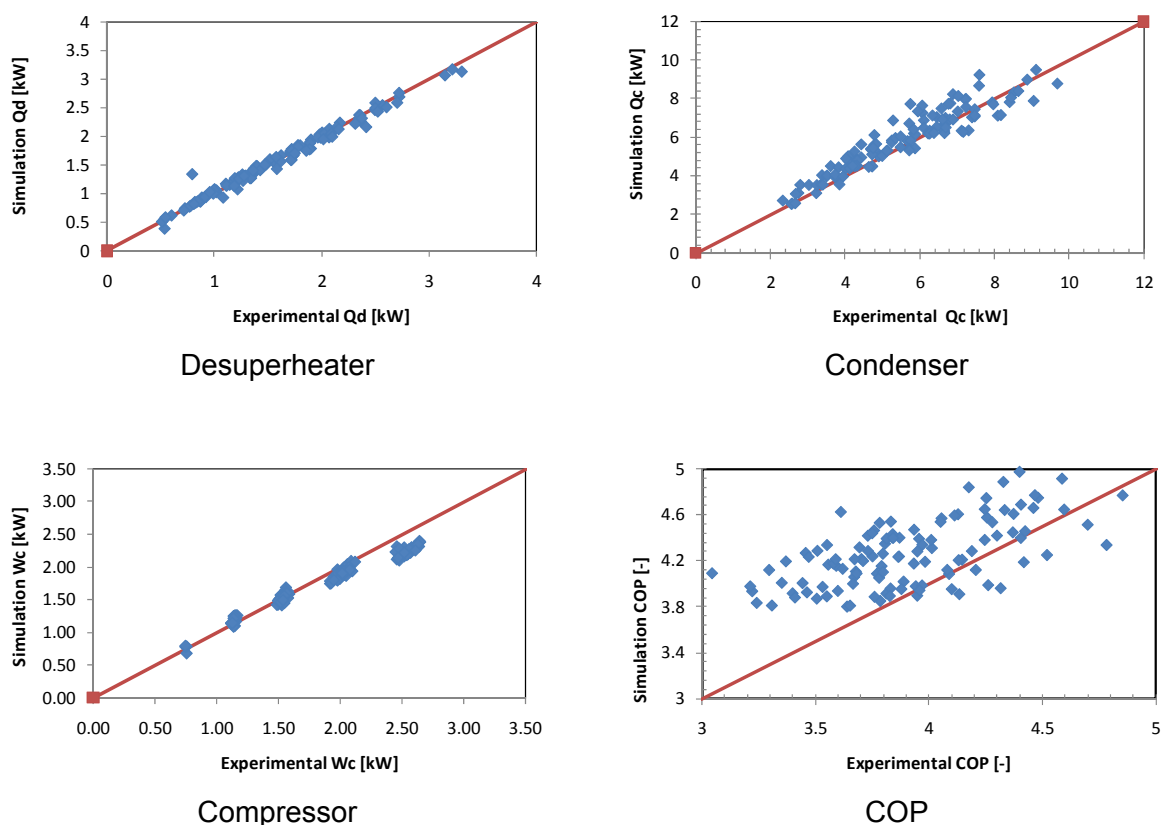 4
3.5
3
2.5
2
1.5
1
0.5
0
0 1 2 3 4
Simulation Qd [kW]
Experimental Qd [kW]
Desuperheater
12
10
8
6
4
2
0
0 2 4 6 8 10 12
Simulation Qc [kW]
Experimental Qc [kW]
Condenser
3.50
3.00
2.50
2.00
1.50
1.00
0.50
0.00
0.00 0.50 1.00 1.50 2.00 2.50 3.00 3.50
Simulation Wc [kW]
Experimental Wc [kW]
Compressor
5
4.6
4.2
3.8
3.4
3
3 3.5 4 4.5 5
Simulation COP [-]
Experimental COP [-]
COP